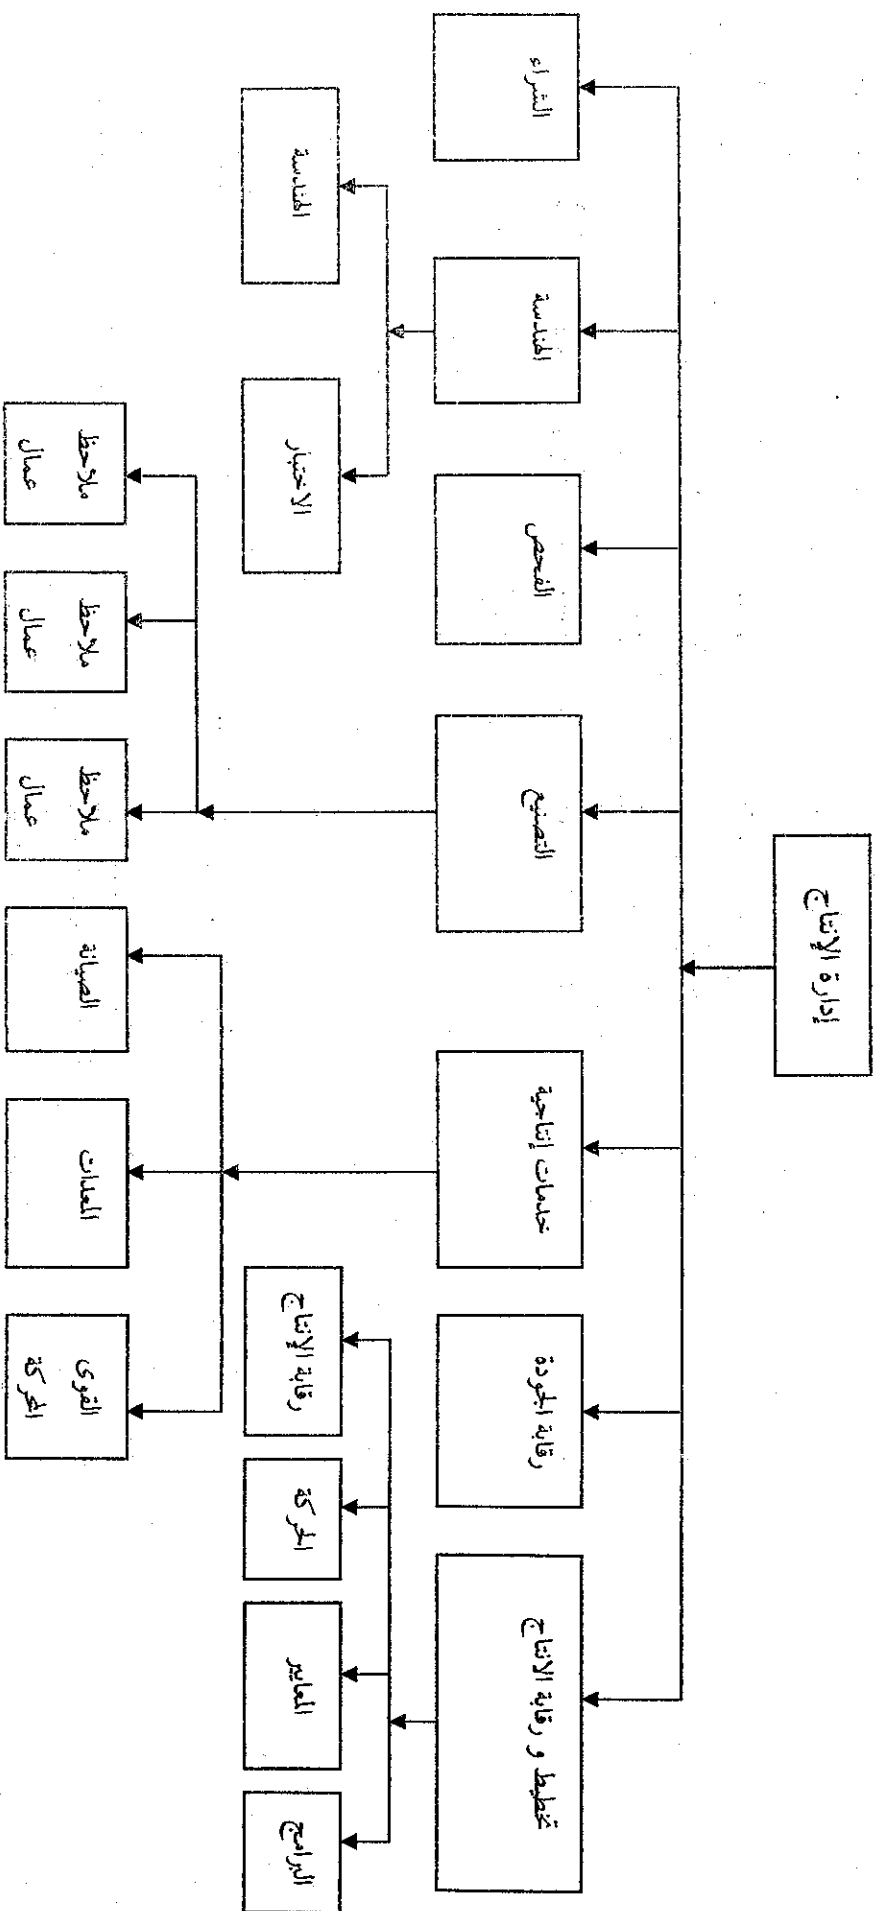 إدارة الإنتاج
الشراء
الهندسة
الفحص
التصنيع
خدمات إنتاجية
رقابة الجودة
تخطيط و رقابة الانتاج
الهندسة
الاختبار
رقابة الإنتاج
الحركة
المعايير
البرامج
ملاحظ
عمال
ملاحظ
عمال
ملاحظ
عمال
الصيانة
المعدات
القوى
المحركة